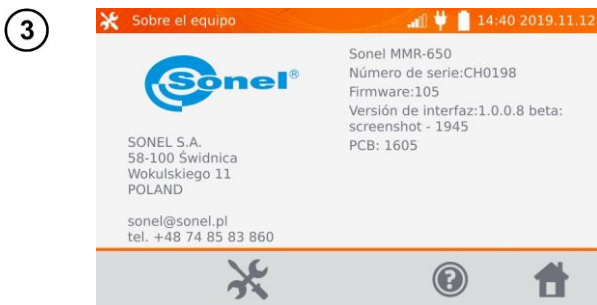 3
Sobre el equipo
14:40 2019.11.12
Sonel®
SONEL S.A.
58-100 Świdnica
Wokulskiego 11
POLAND
sonel@sonel.pl
tel. +48 74 85 83 860
Sonel MMR-650
Número de serie:CH0198
Firmware:105
Versión de interfaz:1.0.0.8 beta:
screenshot - 1945
PCB: 1605
?